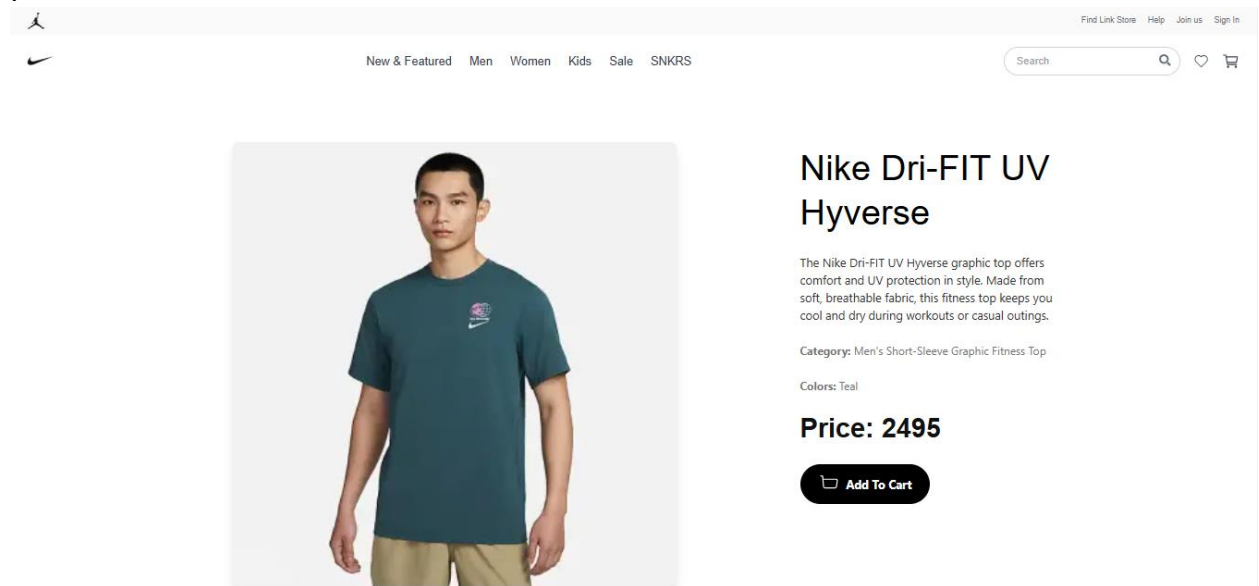 Find Link Store Help Join us Sign In
New & Featured Men Women Kids Sale SNKRS
Search
Nike Dri-FIT UV
Hyverse
The Nike Dri-FIT UV Hyverse graphic top offers
comfort and UV protection in style. Made from
soft, breathable fabric, this fitness top keeps you
cool and dry during workouts or casual outings.
Category: Men's Short-Sleeve Graphic Fitness Top
Colors: Teal
Price: 2495
Add To Cart